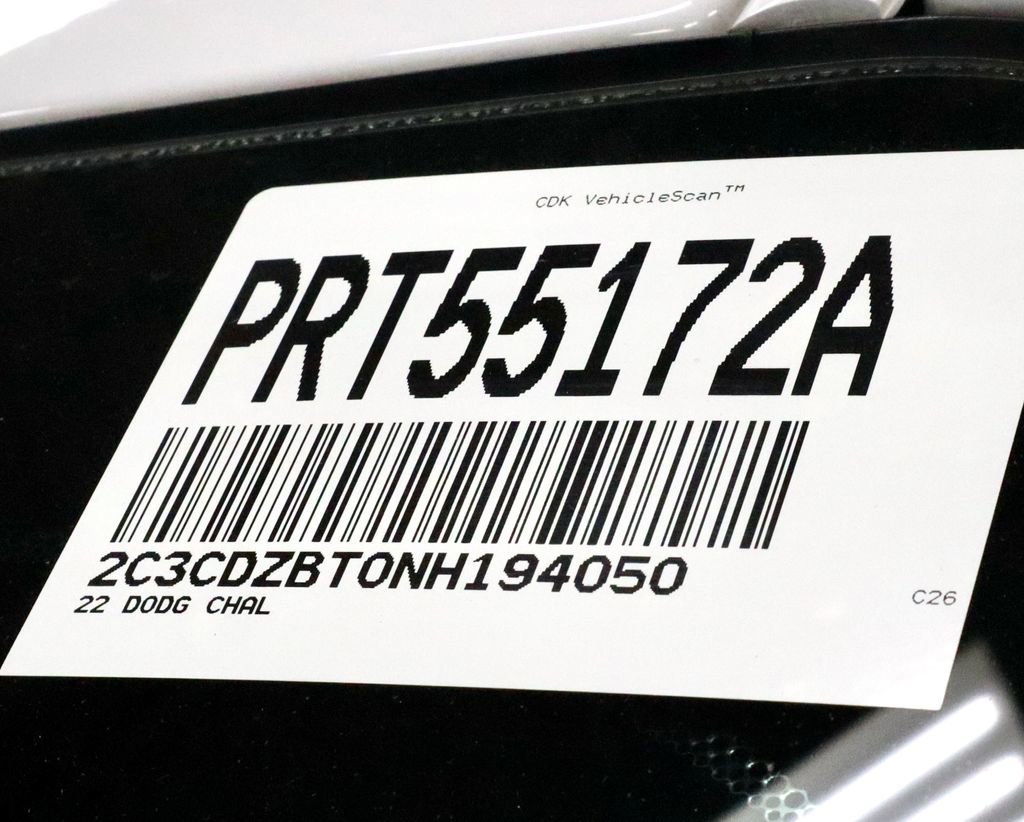 CDK VehicleScan™
PRT55172A
2C3CDZBT0NH194050
22 DODG CHAL
C26